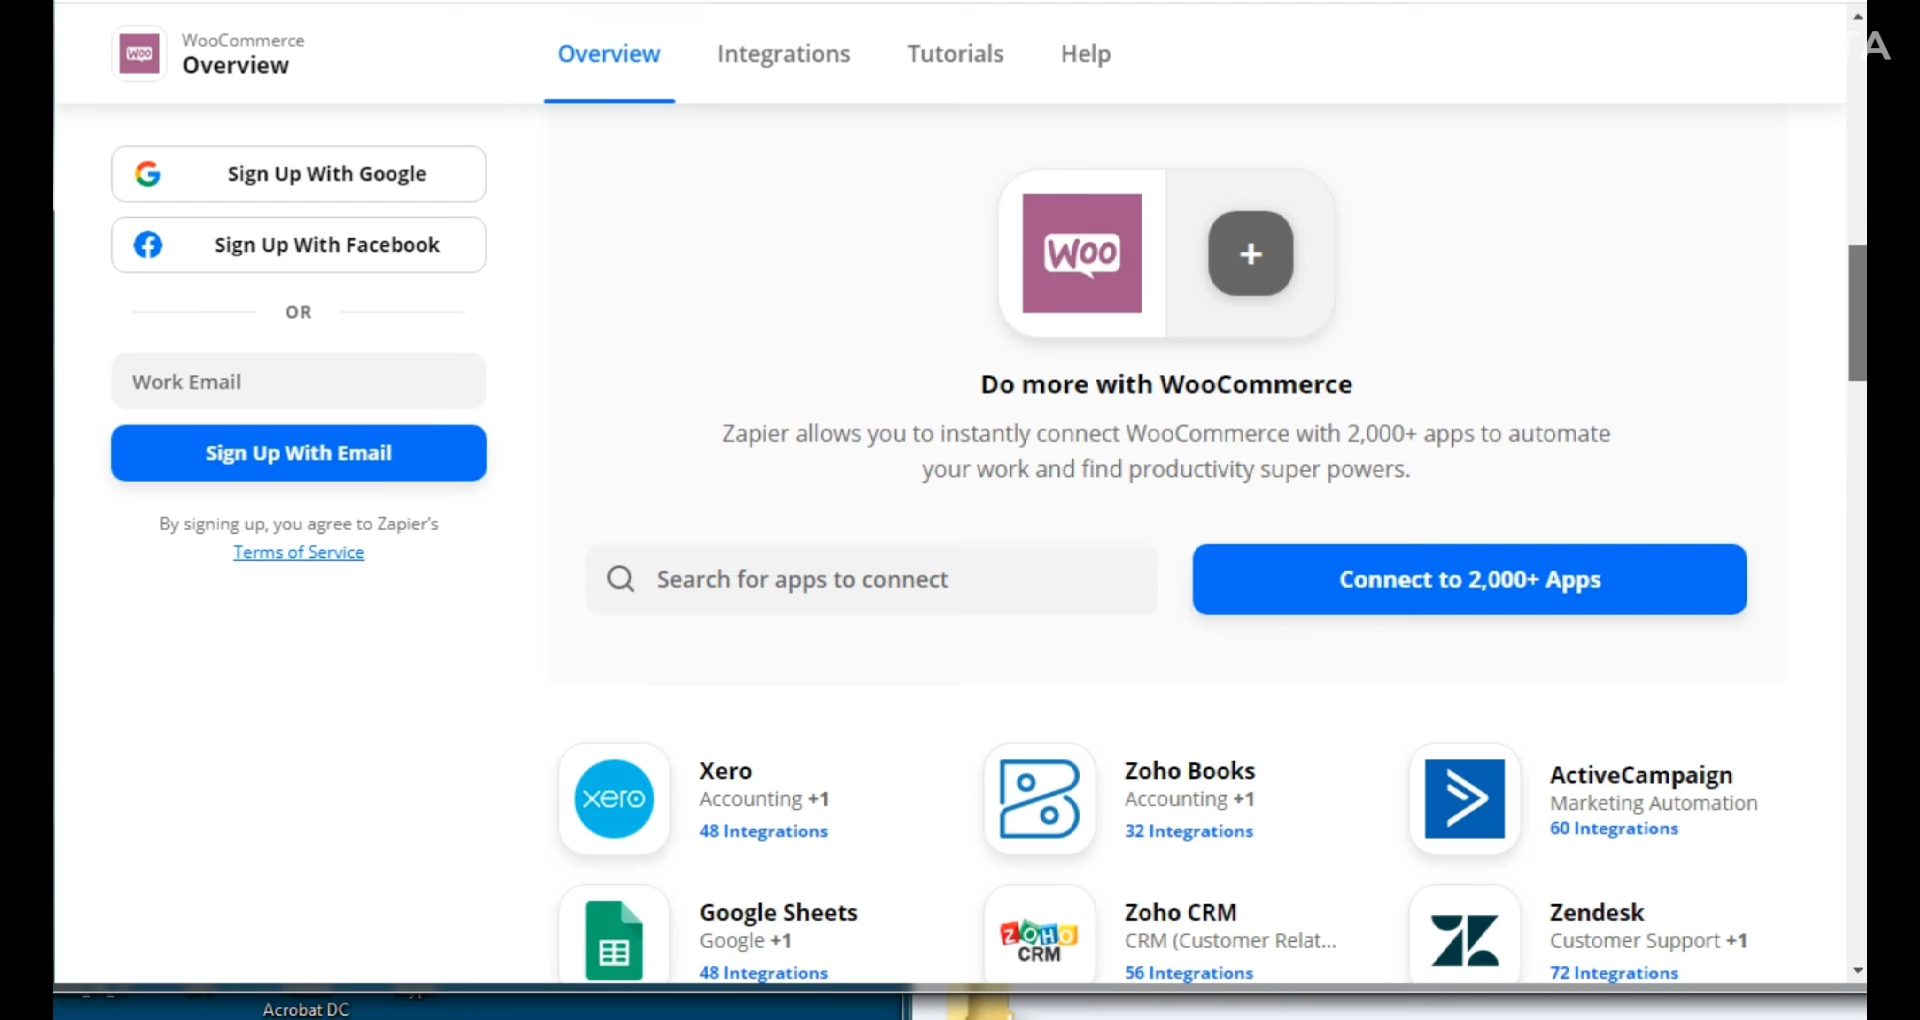 WooCommerce
Overview
Overview
Integrations
Tutorials
Help
Sign Up With Google
Sign Up With Facebook
OR
Work Email
Sign Up With Email
By signing up, you agree to Zapier's
Terms of Service
Woo
+
Do more with WooCommerce
Zapier allows you to instantly connect WooCommerce with 2,000+ apps to automate
your work and find productivity super powers.
Search for apps to connect
Connect to 2,000+ Apps
xero
Xero
Accounting +1
48 Integrations
Zoho Books
Accounting +1
32 Integrations
ActiveCampaign
Marketing Automation
60 Integrations
Google Sheets
Google +1
48 Integrations
ZOHO
CRM
Zoho CRM
CRM (Customer Relat...
56 Integrations
Zendesk
Customer Support +1
72 Integrations
Acrobat DC